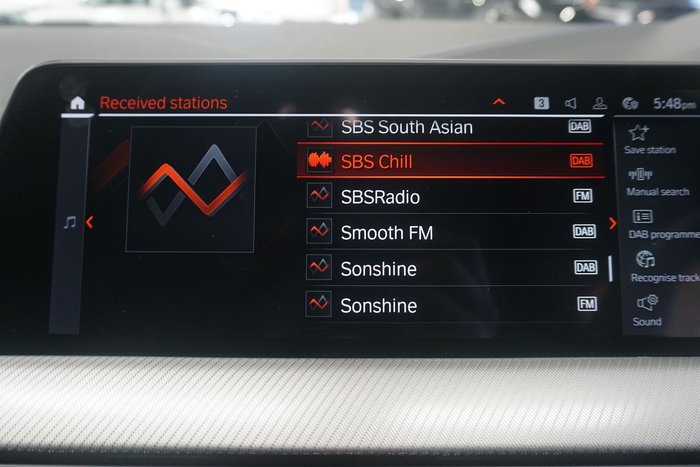 Received stations
3
5:48pm
SBS South Asian DAB
SBS Chill DAB
SBSRadio FM
Smooth FM DAB
Sonshine DAB
Sonshine FM
Save station
Manual search
DAB programme
Recognise track
Sound